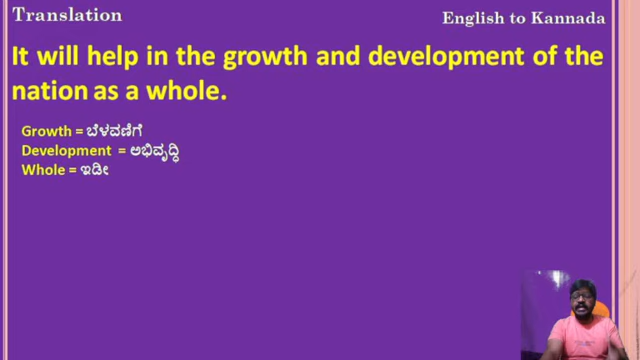 Translation
English to Kannada
It will help in the growth and development of the
nation as a whole.
Growth = ಬೆಳವಣಿಗೆ
Development = ಅಭಿವೃದ್ಧಿ
Whole = ಇಡೀ